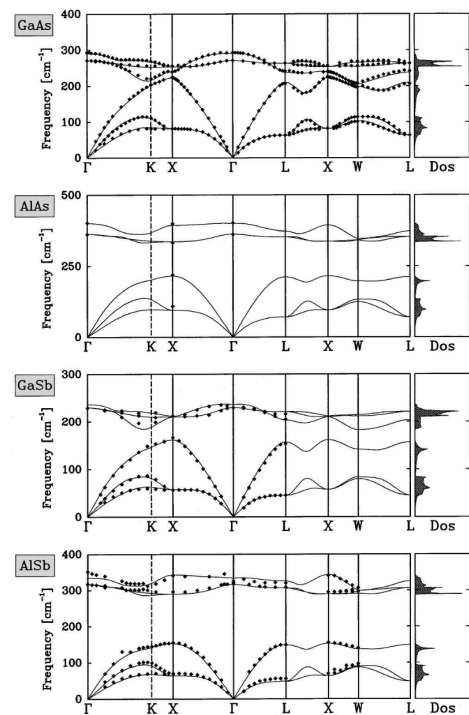 GaAs
Frequency [cm⁻¹]
400
300
200
100
0
Γ K X Γ L X W L Dos
AlAs
Frequency [cm⁻¹]
500
250
0
Γ K X Γ L X W L Dos
GaSb
Frequency [cm⁻¹]
300
200
100
0
Γ K X Γ L X W L Dos
AlSb
Frequency [cm⁻¹]
400
300
200
100
0
Γ K X Γ L X W L Dos